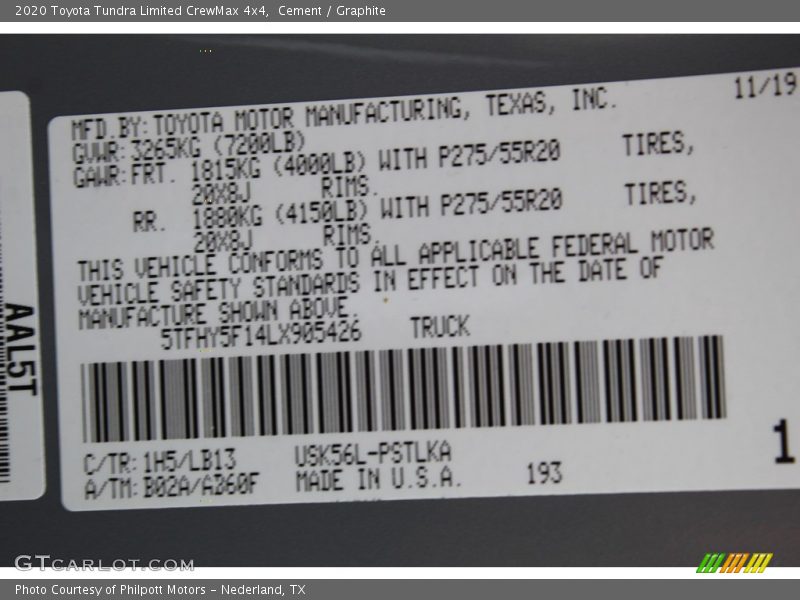 2020 Toyota Tundra Limited CrewMax 4x4,  Cement / Graphite
11/19
MFD.BY:TOYOTA MOTOR MANUFACTURING, TEXAS, INC.
GVWR:3265KG (7200LB)
GAWR:FRT. 1815KG (4000LB) WITH P275/55R20 TIRES,
20X8J RIMS.
RR. 1880KG (4150LB) WITH P275/55R20 TIRES,
20X8J RIMS.
THIS VEHICLE CONFORMS TO ALL APPLICABLE FEDERAL MOTOR
VEHICLE SAFETY STANDARDS IN EFFECT ON THE DATE OF
MANUFACTURE SHOWN ABOVE.
5TFHY5F14LX905426 TRUCK
AAL5T
C/TR:1H5/LB13 USK56L-PSTLKA
A/TM:B02A/AB60F MADE IN U.S.A. 193
1
GTCARLOT.COM
Photo Courtesy of Philpott Motors - Nederland, TX